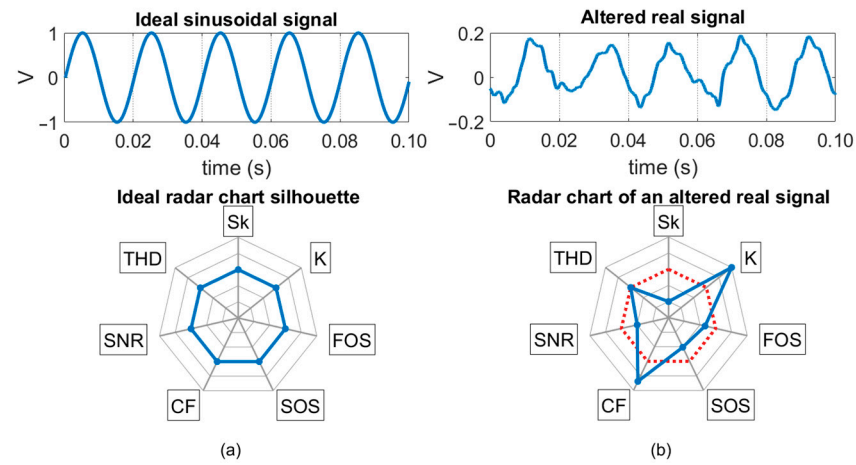 Ideal sinusoidal signal
V
1
0
−1
0 0.02 0.04 0.06 0.08 0.10
time (s)
Altered real signal
V
0.2
0
−0.2
0 0.02 0.04 0.06 0.08 0.10
time (s)
Ideal radar chart silhouette
Sk
THD K
SNR FOS
CF SOS
(a)
Radar chart of an altered real signal
Sk
THD K
SNR FOS
CF SOS
(b)